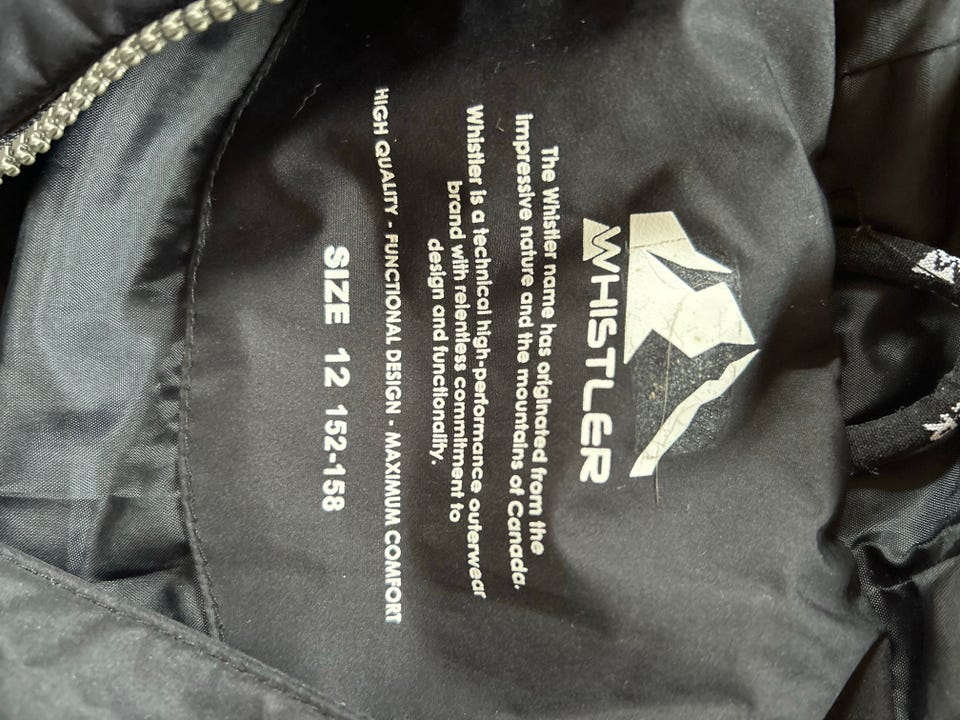 WHISTLER
The Whistler name has originated from the
impressive nature and the mountains of Canada.
Whistler is a technical high-performance outerwear
brand with relentless commitment to
design and functionality.
HIGH QUALITY - FUNCTIONAL DESIGN - MAXIMUM COMFORT
SIZE 12 152-158